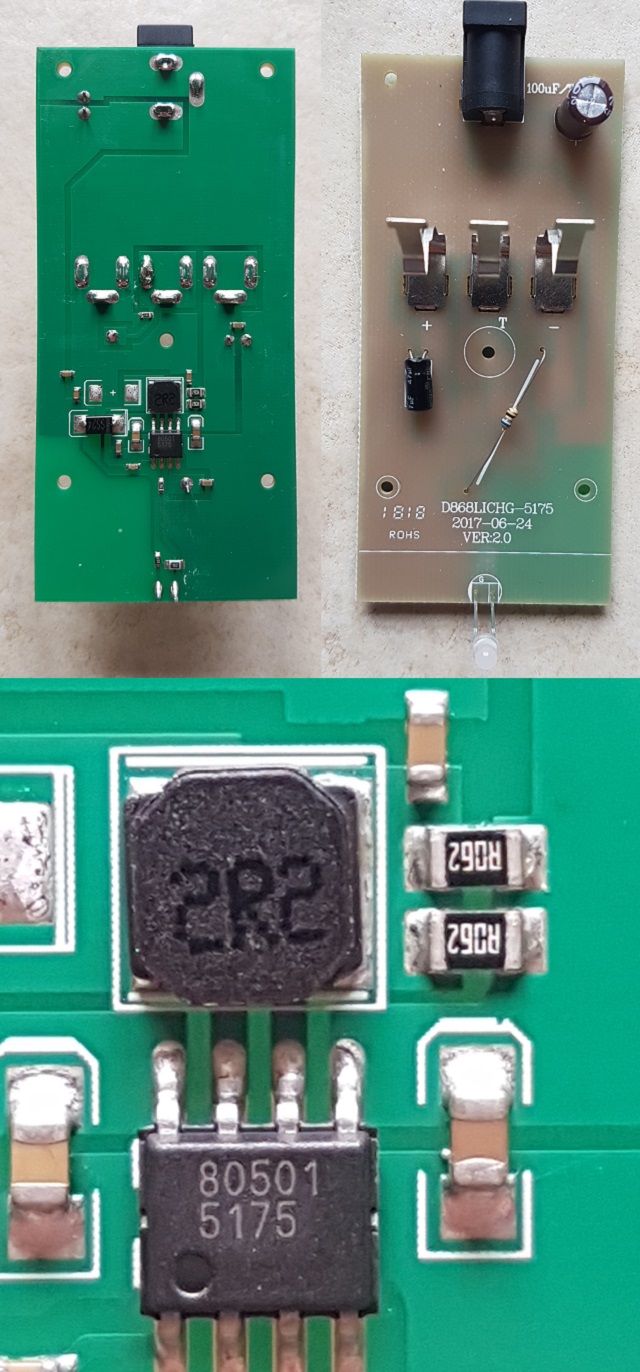 100uF/
+
T
−
1818
ROHS
D868LICHG-5175
2017-06-24
VER:2.0
2R2
R062
R062
80501
5175